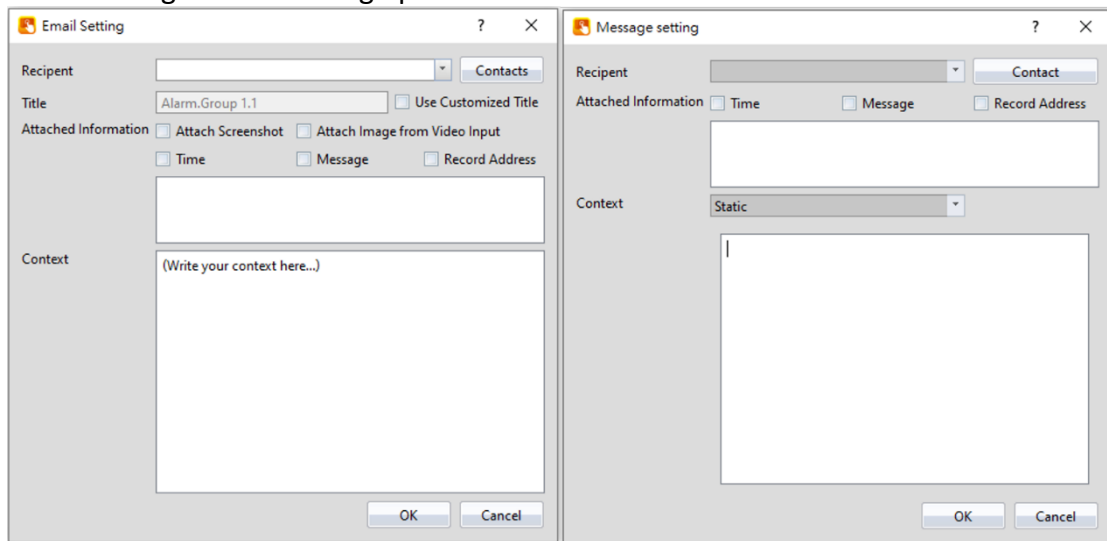 Email Setting
? ×
Recipent
Contacts
Title
Alarm.Group 1.1
Use Customized Title
Attached Information
Attach Screenshot
Attach Image from Video Input
Time
Message
Record Address
Context
(Write your context here...)
OK
Cancel
Message setting
? ×
Recipent
Contact
Attached Information
Time
Message
Record Address
Context
Static
OK
Cancel